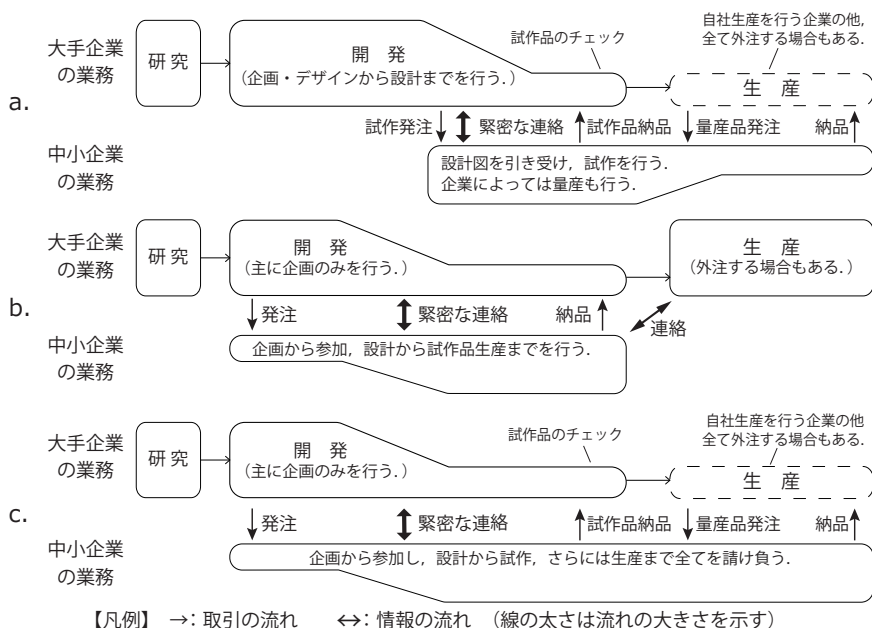 大手企業
の業務
研 究
開　発
（企画・デザインから設計までを行う．）
試作品のチェック
自社生産を行う企業の他，
全て外注する場合もある．
生　産
a.
試作発注
緊密な連絡
試作品納品
量産品発注
納品
中小企業
の業務
設計図を引き受け，試作を行う．
企業によっては量産も行う．
大手企業
の業務
研 究
開　発
（主に企画のみを行う．）
生　産
（外注する場合もある．）
b.
発注
緊密な連絡
納品
連絡
中小企業
の業務
企画から参加，設計から試作品生産までを行う．
大手企業
の業務
研 究
開　発
（主に企画のみを行う．）
試作品のチェック
自社生産を行う企業の他
全て外注する場合もある．
生　産
c.
発注
緊密な連絡
試作品納品
量産品発注
納品
中小企業
の業務
企画から参加し，設計から試作，さらには生産まで全てを請け負う．
【凡例】 →：取引の流れ　↔：情報の流れ （線の太さは流れの大きさを示す）